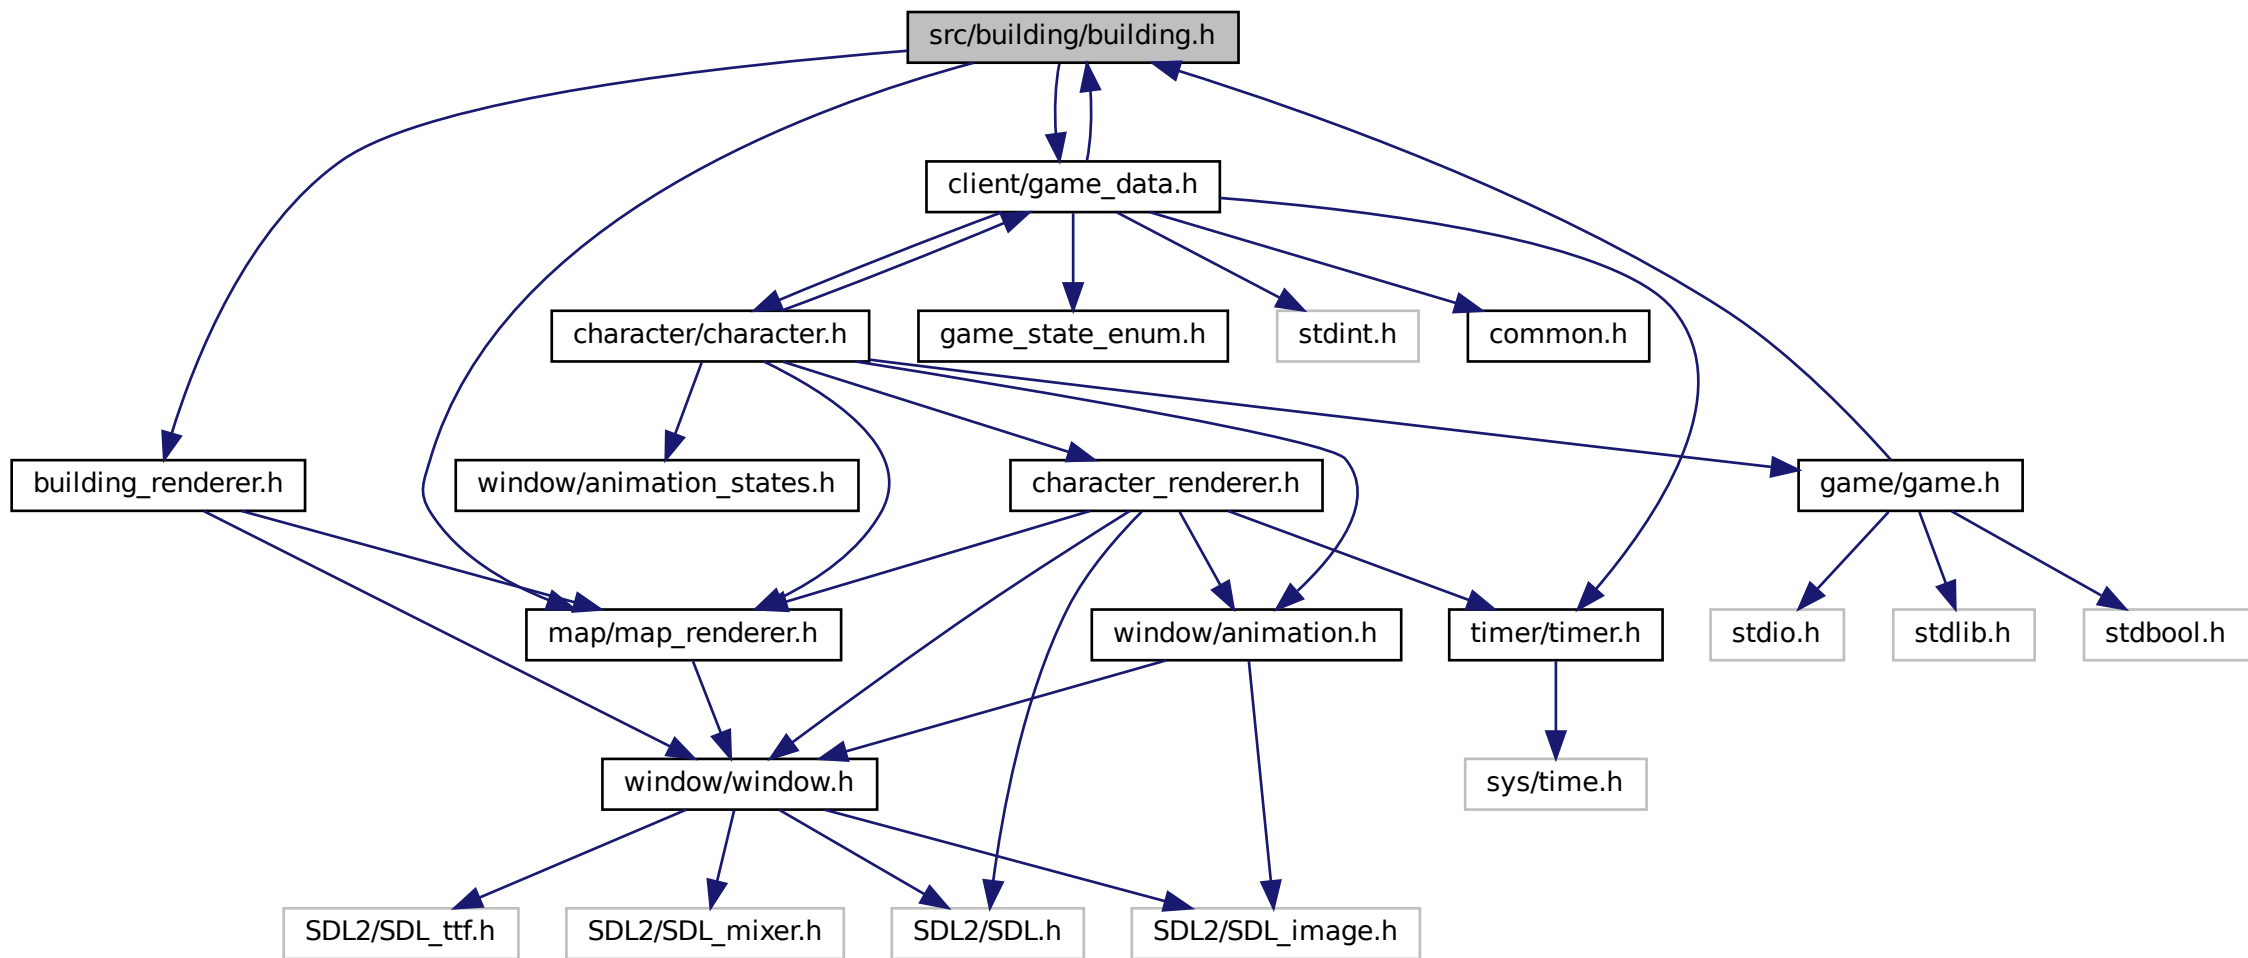 src/building/building.h
client/game_data.h
character/character.h
game_state_enum.h
stdint.h
common.h
building_renderer.h
window/animation_states.h
character_renderer.h
game/game.h
map/map_renderer.h
window/animation.h
timer/timer.h
stdio.h
stdlib.h
stdbool.h
window/window.h
sys/time.h
SDL2/SDL_ttf.h
SDL2/SDL_mixer.h
SDL2/SDL.h
SDL2/SDL_image.h